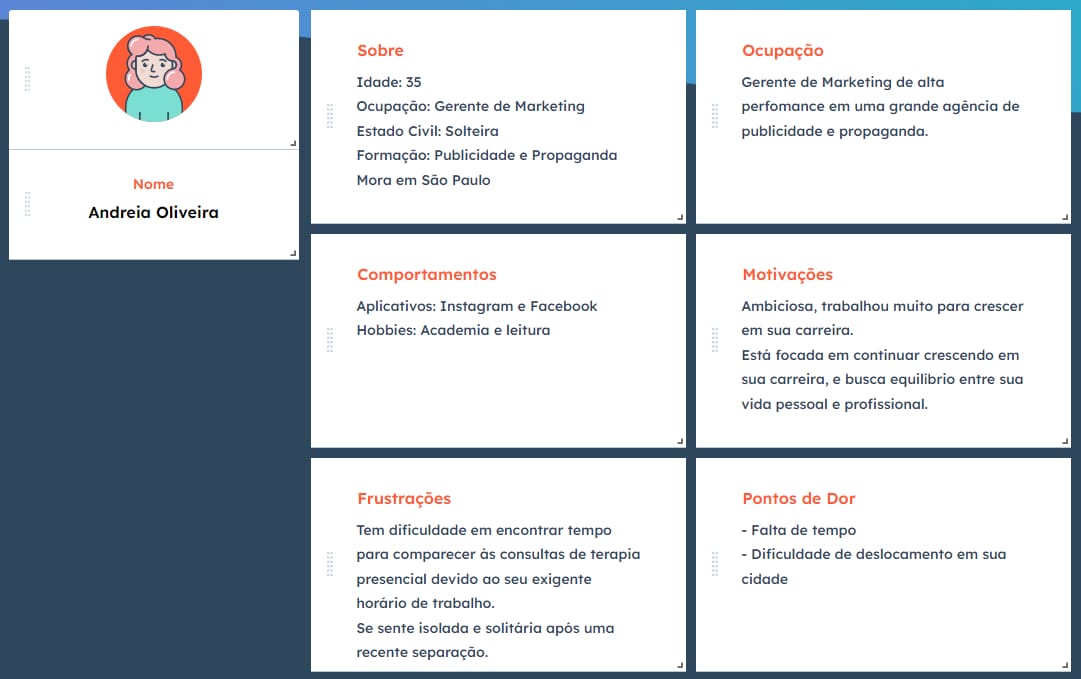 Nome
Andreia Oliveira
Sobre
Idade: 35
Ocupação: Gerente de Marketing
Estado Civil: Solteira
Formação: Publicidade e Propaganda
Mora em São Paulo
Ocupação
Gerente de Marketing de alta
perfomance em uma grande agência de
publicidade e propaganda.
Comportamentos
Aplicativos: Instagram e Facebook
Hobbies: Academia e leitura
Motivações
Ambiciosa, trabalhou muito para crescer
em sua carreira.
Está focada em continuar crescendo em
sua carreira, e busca equilíbrio entre sua
vida pessoal e profissional.
Frustrações
Tem dificuldade em encontrar tempo
para comparecer às consultas de terapia
presencial devido ao seu exigente
horário de trabalho.
Se sente isolada e solitária após uma
recente separação.
Pontos de Dor
- Falta de tempo
- Dificuldade de deslocamento em sua
cidade